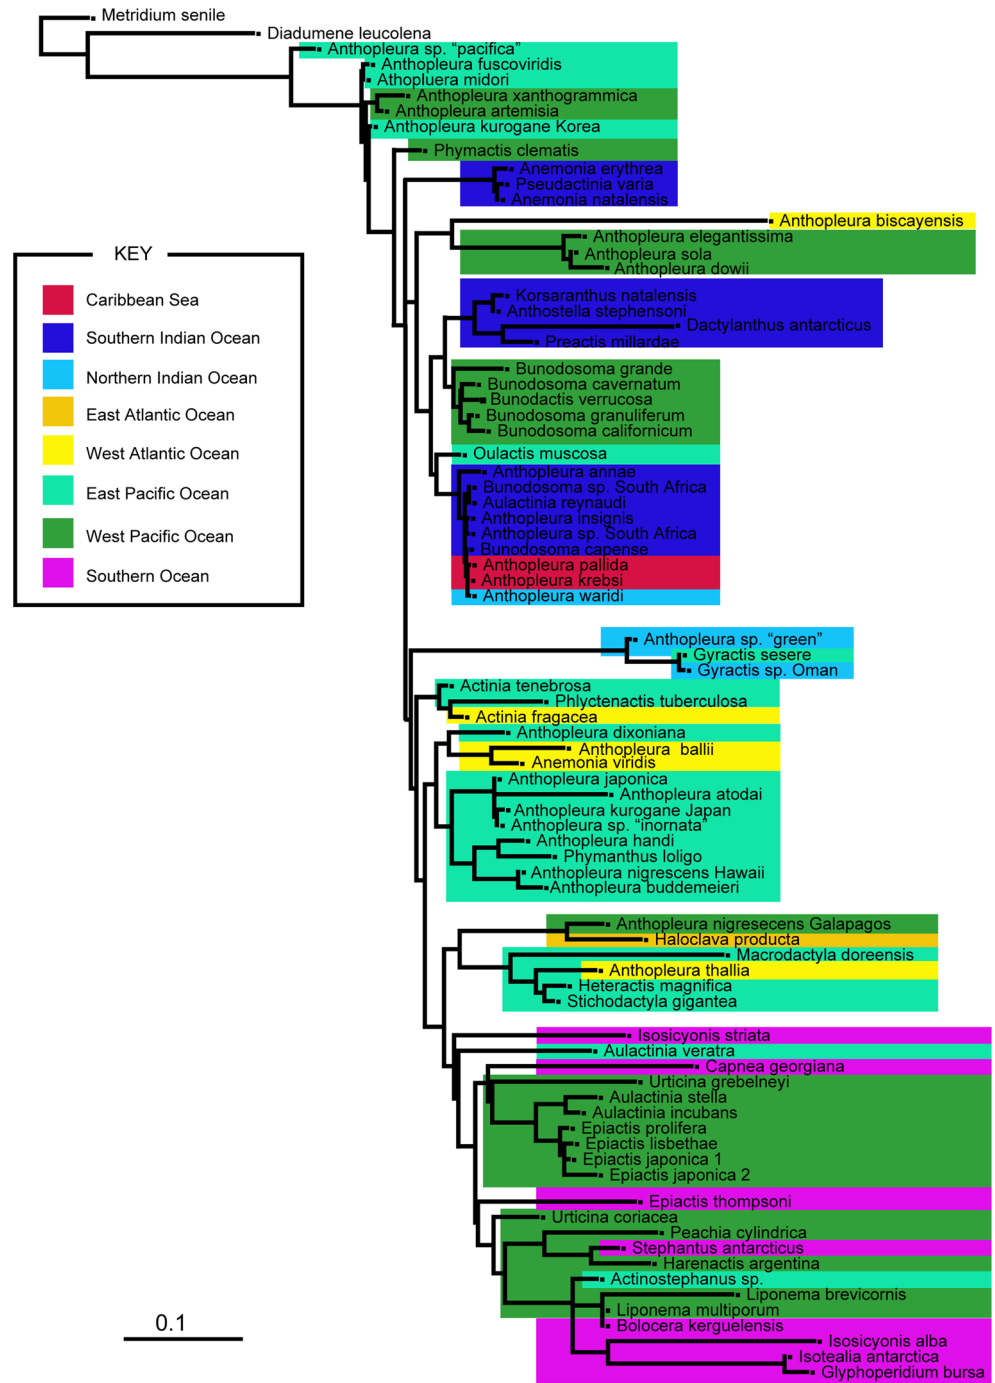 Metridium senile
Diadumene leucolena
Anthopleura sp. “pacifica”
Anthopleura fuscoviridis
Athopluera midori
Anthopleura xanthogrammica
Anthopleura artemisia
Anthopleura kurogane Korea
Phymactis clematis
Anemonia erythrea
Pseudactinia varia
Anemonia natalensis
Anthopleura biscayensis
Anthopleura elegantissima
Anthopleura sola
Anthopleura dowii
KEY
Caribbean Sea
Southern Indian Ocean
Northern Indian Ocean
East Atlantic Ocean
West Atlantic Ocean
East Pacific Ocean
West Pacific Ocean
Southern Ocean
Korsaranthus natalensis
Anthostella stephensoni
Dactylanthus antarcticus
Preactis millardae
Bunodosoma grande
Bunodosoma cavernatum
Bunodactis verrucosa
Bunodosoma granuliferum
Bunodosoma californicum
Oulactis muscosa
Anthopleura annae
Bunodosoma sp. South Africa
Aulactinia reynaudi
Anthopleura insignis
Anthopleura sp. South Africa
Bunodosoma capense
Anthopleura pallida
Anthopleura krebsi
Anthopleura waridi
Anthopleura sp. “green”
Gyractis sesere
Gyractis sp. Oman
Actinia tenebrosa
Phlyctenactis tuberculosa
Actinia fragacea
Anthopleura dixoniana
Anthopleura ballii
Anemonia viridis
Anthopleura japonica
Anthopleura atodai
Anthopleura kurogane Japan
Anthopleura sp. “inornata”
Anthopleura handi
Phymanthus loligo
Anthopleura nigrescens Hawaii
Anthopleura buddemeieri
Anthopleura nigresecens Galapagos
Haloclava producta
Macrodactyla doreensis
Anthopleura thallia
Heteractis magnifica
Stichodactyla gigantea
Isosicyonis striata
Aulactinia veratra
Capnea georgiana
Urticina grebelneyi
Aulactinia stella
Aulactinia incubans
Epiactis prolifera
Epiactis lisbethae
Epiactis japonica 1
Epiactis japonica 2
Epiactis thompsoni
Urticina coriacea
Peachia cylindrica
Stephantus antarcticus
Harenactis argentina
Actinostephanus sp.
Liponema brevicornis
Liponema multiporum
Bolocera kerguelensis
Isosicyonis alba
Isotealia antarctica
Glyphoperidium bursa
0.1